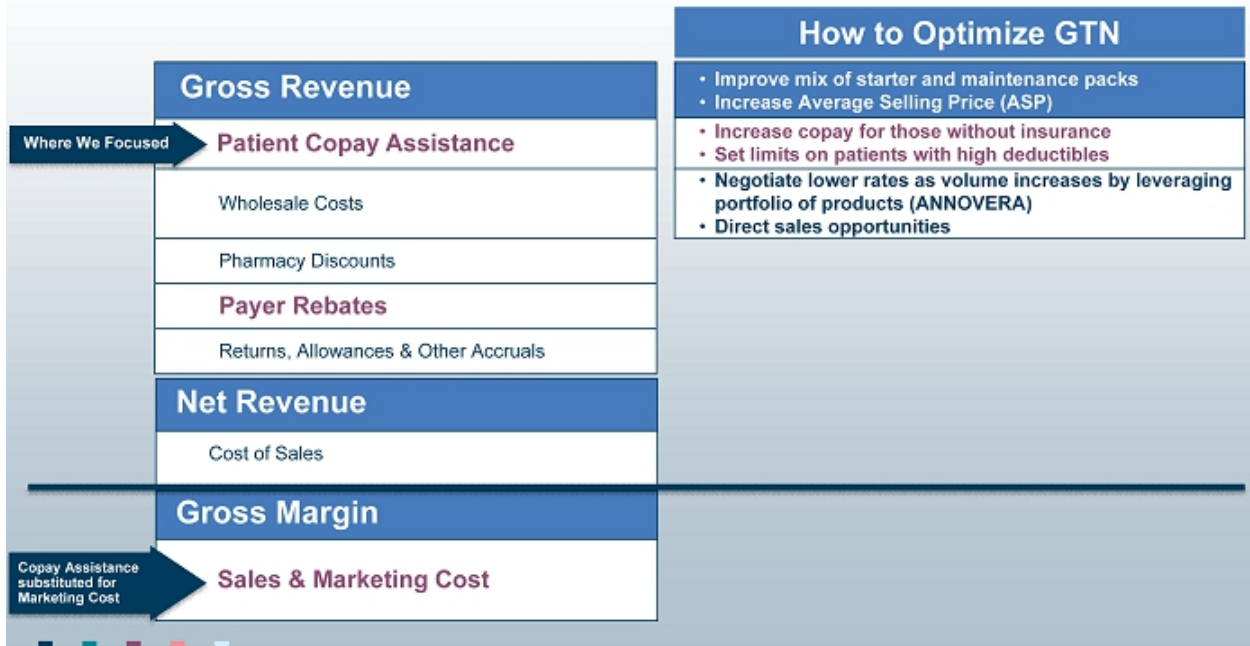 How to Optimize GTN
Gross Revenue
• Improve mix of starter and maintenance packs
• Increase Average Selling Price (ASP)
Where We Focused
Patient Copay Assistance
• Increase copay for those without insurance
• Set limits on patients with high deductibles
Wholesale Costs
• Negotiate lower rates as volume increases by leveraging
portfolio of products (ANNOVERA)
• Direct sales opportunities
Pharmacy Discounts
Payer Rebates
Returns, Allowances & Other Accruals
Net Revenue
Cost of Sales
Gross Margin
Copay Assistance
substituted for
Marketing Cost
Sales & Marketing Cost